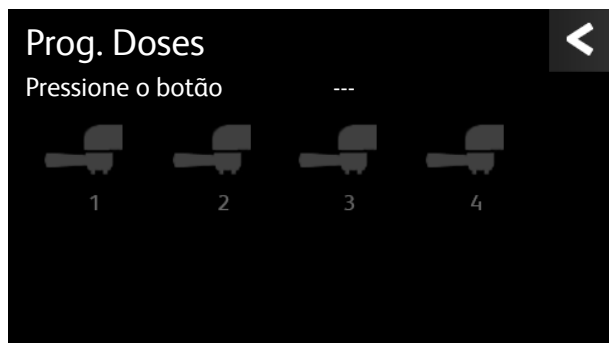 Prog. Doses
Pressione o botão ---
1 2 3 4